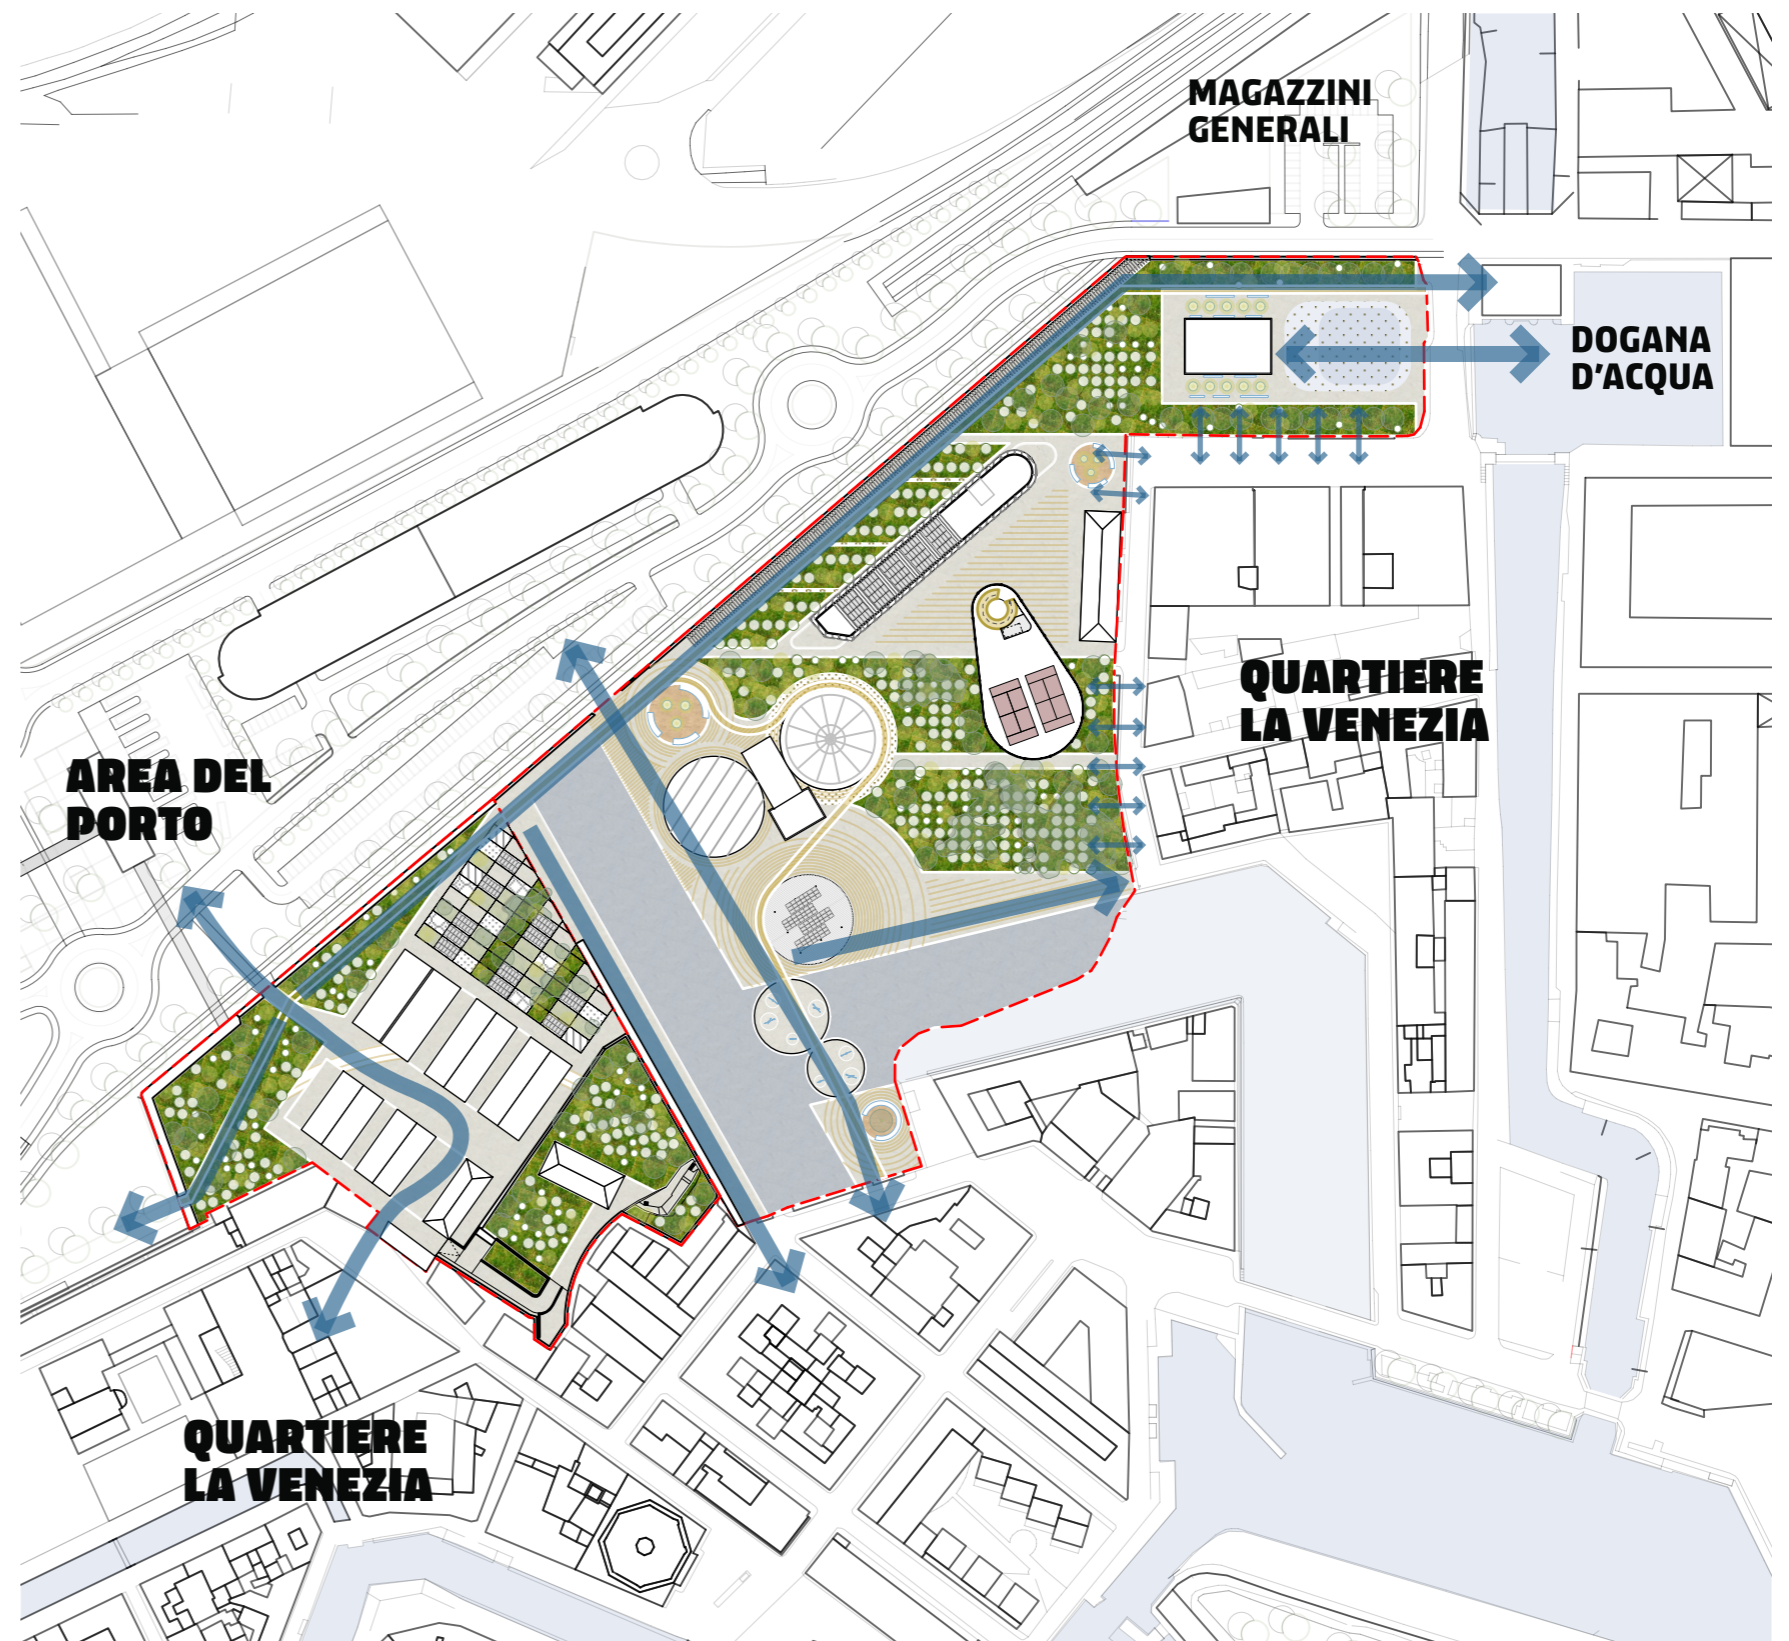 MAGAZZINI
GENERALI
DOGANA
D'ACQUA
QUARTIERE
LA VENEZIA
AREA DEL
PORTO
QUARTIERE
LA VENEZIA